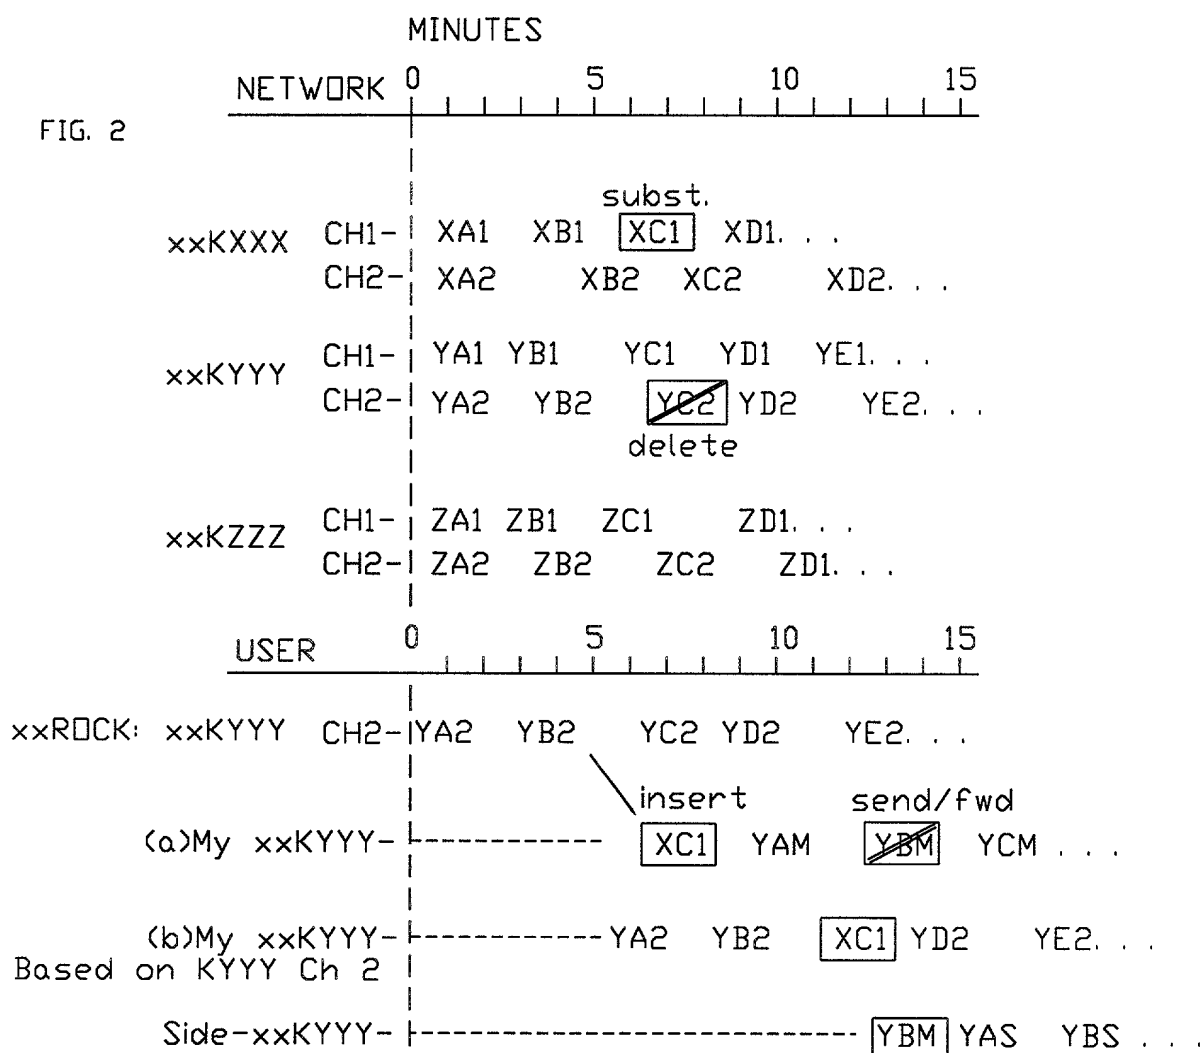 MINUTES
NETWORK 0 5 10 15
FIG. 2
subst.
xxKXXX CH1- XA1 XB1 XC1 XD1. . .
CH2- XA2 XB2 XC2 XD2. . .
xxKYYY CH1- YA1 YB1 YC1 YD1 YE1. . .
CH2- YA2 YB2 YC2 YD2 YE2. . .
delete
xxKZZZ CH1- ZA1 ZB1 ZC1 ZD1. . .
CH2- ZA2 ZB2 ZC2 ZD1. . .
USER 0 5 10 15
xxROCK: xxKYYY CH2- YA2 YB2 YC2 YD2 YE2. . .
insert send/fwd
(a)My xxKYYY- XC1 YAM YBM YCM . . .
(b)My xxKYYY- YA2 YB2 XC1 YD2 YE2. . .
Based on KYYY Ch 2
Side-xxKYYY- YBM YAS YBS . . .